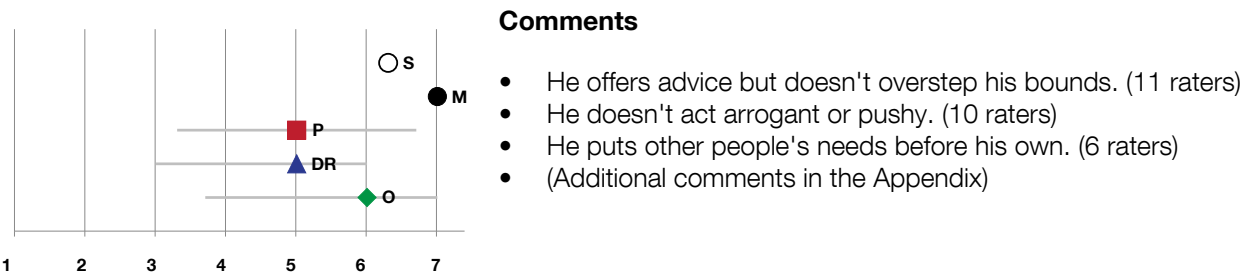 Comments
S
M
P
DR
O
1 2 3 4 5 6 7
• He offers advice but doesn't overstep his bounds. (11 raters)
• He doesn't act arrogant or pushy. (10 raters)
• He puts other people's needs before his own. (6 raters)
• (Additional comments in the Appendix)